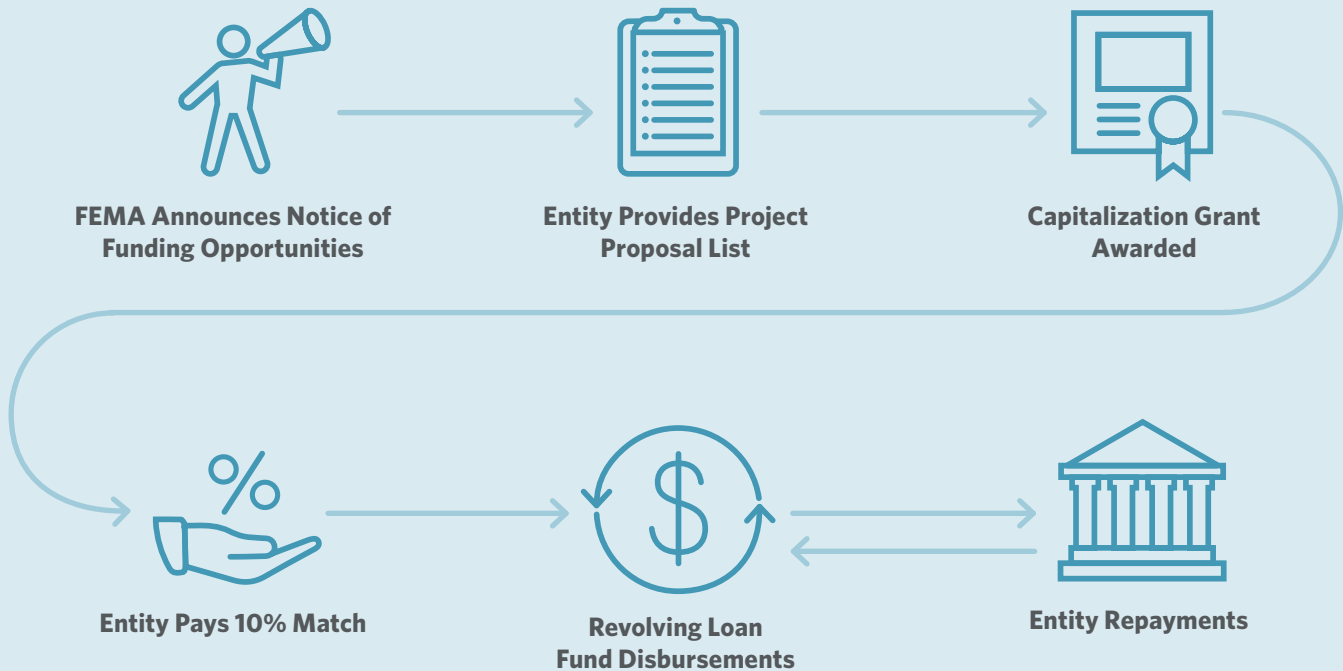 FEMA Announces Notice of
Funding Opportunities
Entity Provides Project
Proposal List
Capitalization Grant
Awarded
Entity Pays 10% Match
Revolving Loan
Fund Disbursements
Entity Repayments